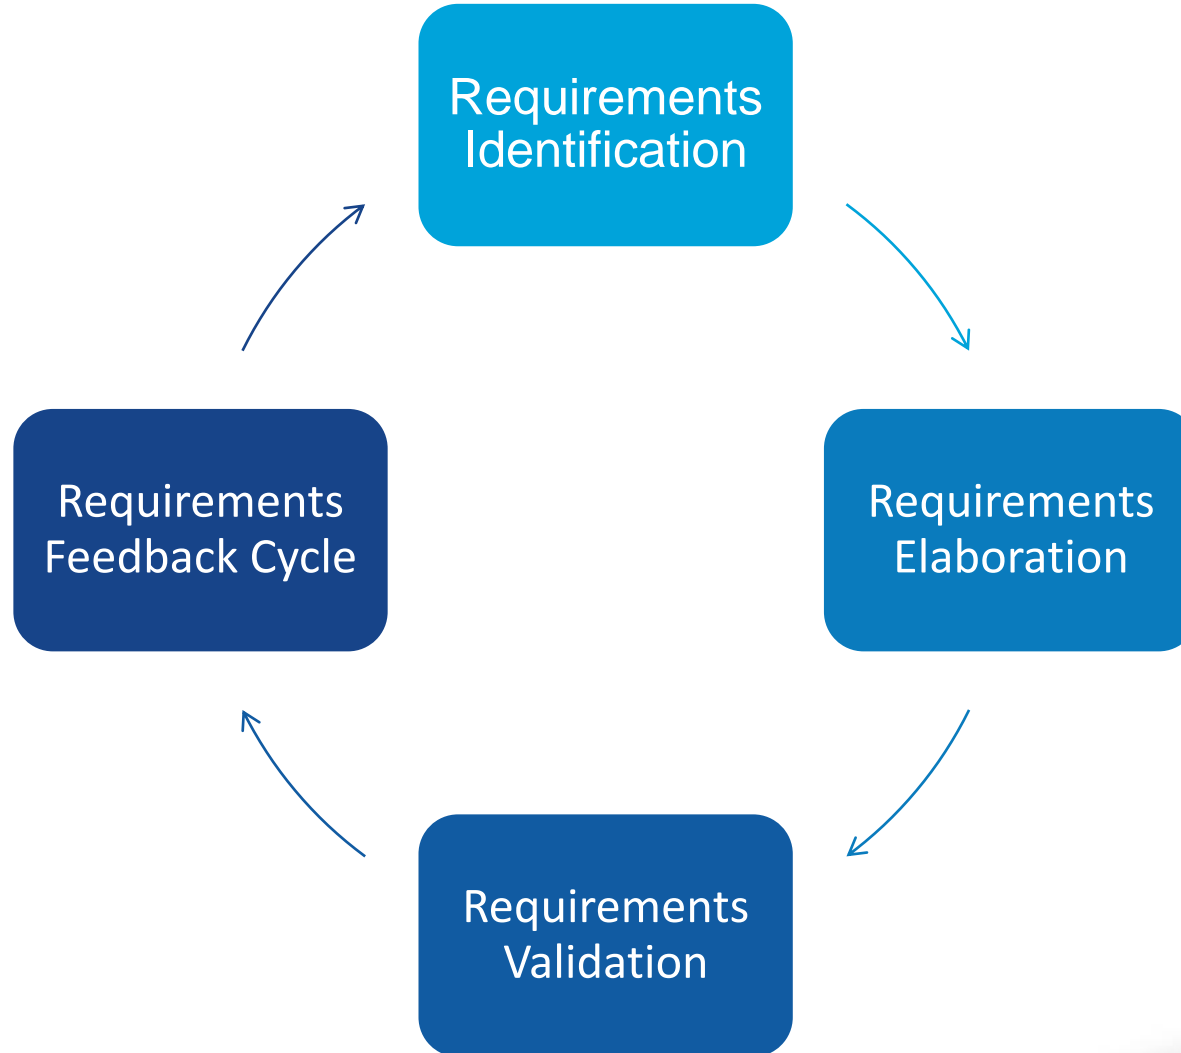 Requirements
Identification
Requirements
Feedback Cycle
Requirements
Elaboration
Requirements
Validation